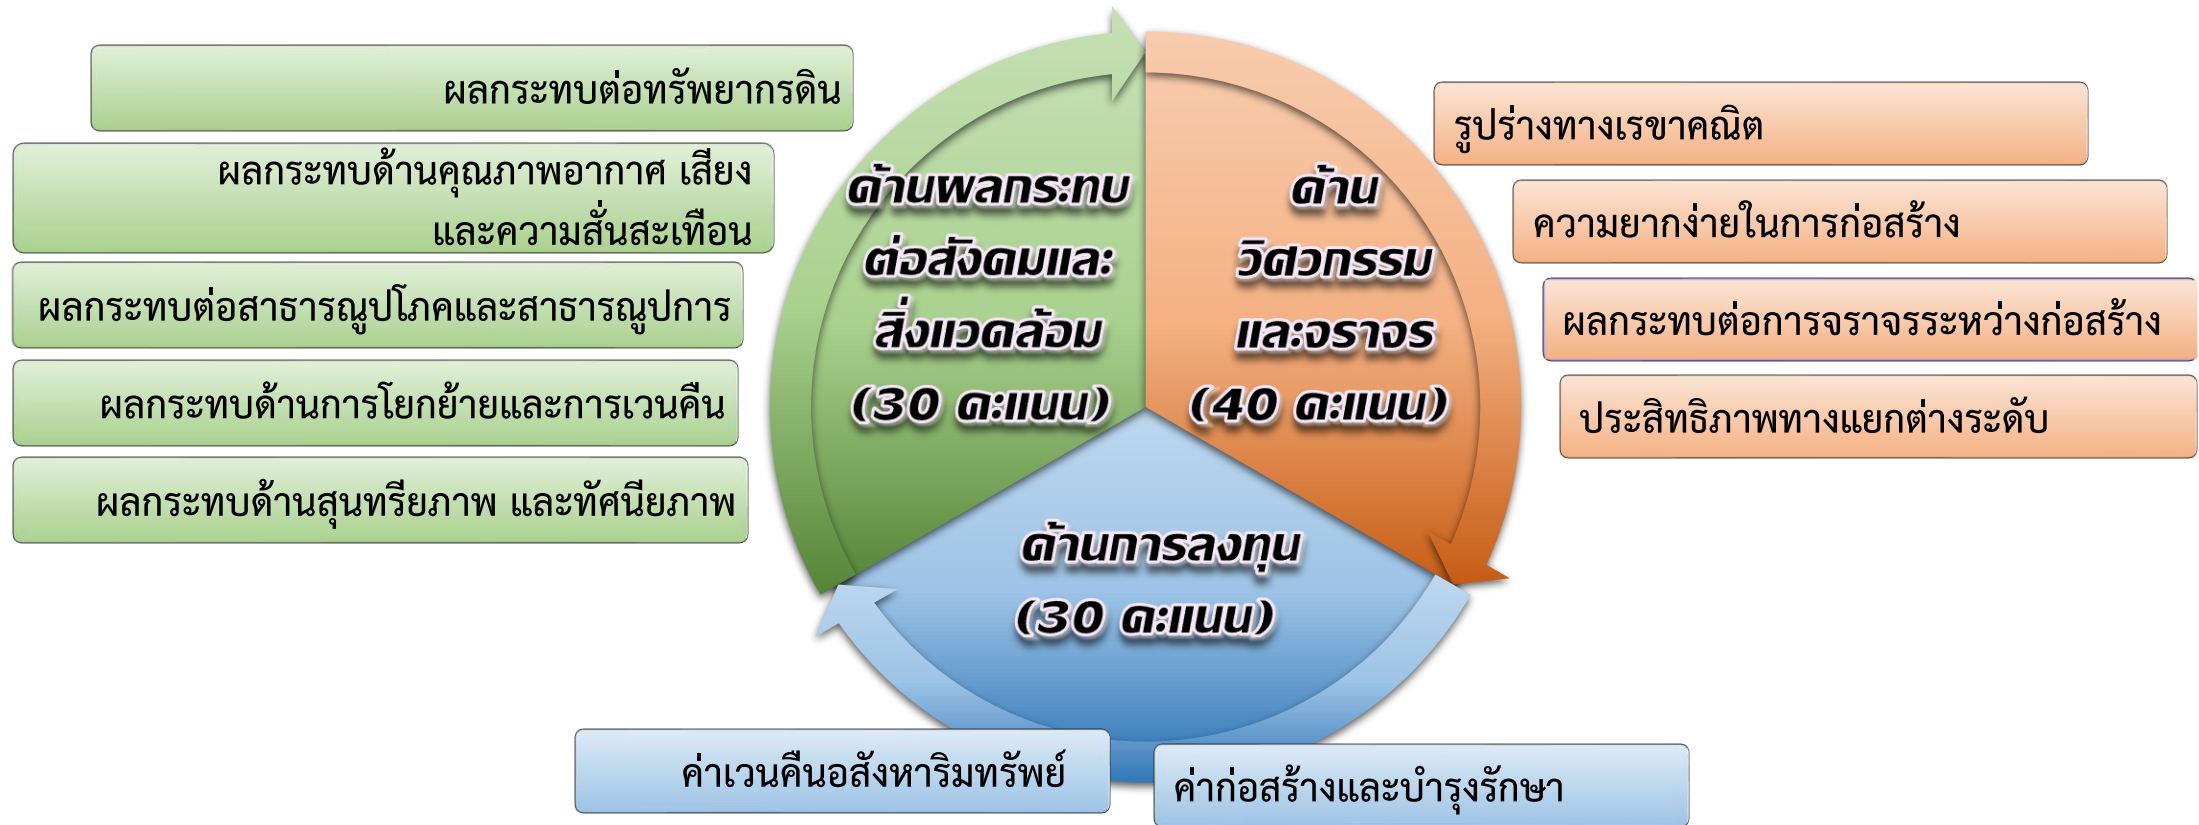 ผลกระทบต่อทรัพยากรดิน
ผลกระทบด้านคุณภาพอากาศ เสียง
และความสั่นสะเทือน
ผลกระทบต่อสาธารณูปโภคและสาธารณูปการ
ผลกระทบด้านการโยกย้ายและการเวนคืน
ผลกระทบด้านสุนทรียภาพ และทัศนียภาพ
ด้านผลกระทบ
ต่อสังคมและ
สิ่งแวดล้อม
(30 คะแนน)
ด้าน
วิศวกรรม
และจราจร
(40 คะแนน)
รูปร่างทางเรขาคณิต
ความยากง่ายในการก่อสร้าง
ผลกระทบต่อการจราจรระหว่างก่อสร้าง
ประสิทธิภาพทางแยกต่างระดับ
ด้านการลงทุน
(30 คะแนน)
ค่าเวนคืนอสังหาริมทรัพย์
ค่าก่อสร้างและบำรุงรักษา